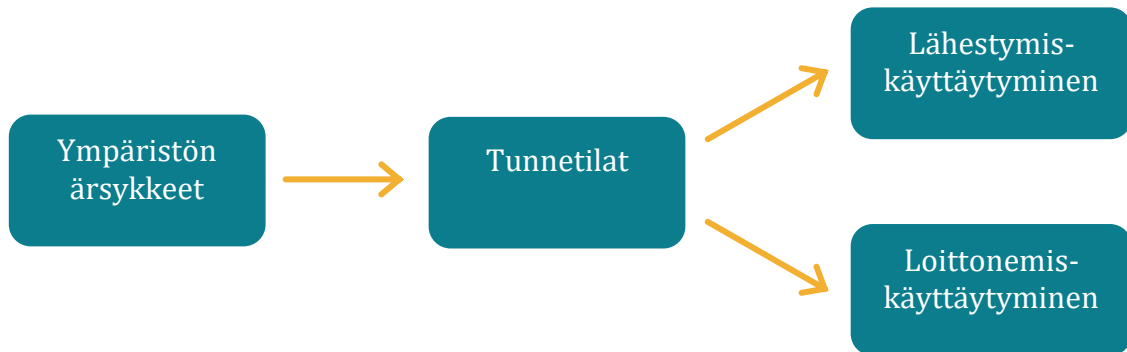 Ympäristön
ärsykkeet
Tunnetilat
Lähestymis-
käyttäytyminen
Loittonemis-
käyttäytyminen